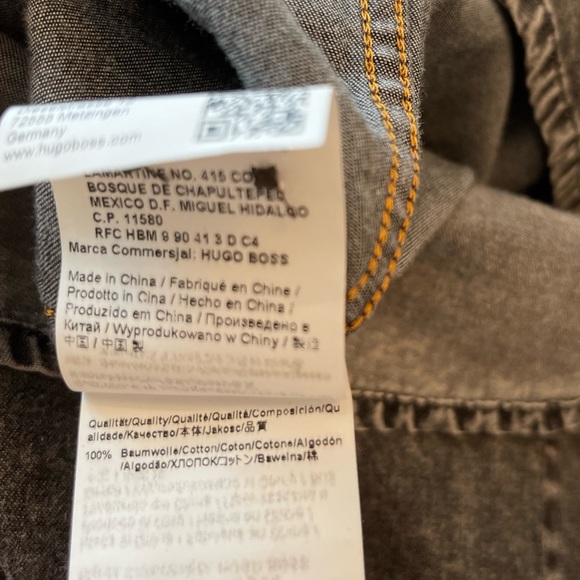 72555 Metzingen
Germany
www.hugoboss.com
LAMARTINE NO. 415 CO
BOSQUE DE CHAPULTEPEC
MEXICO D.F. MIGUEL HIDALGO
C.P. 11580
RFC HBM 9 90 41 3 D C4
Marca Commersjal: HUGO BOSS
Made in China / Fabriqué en Chine /
Prodotto in Cina / Hecho en China /
Produzido em China / Произведено в
Китай / Wyprodukowano w Chiny /
中国 / 中国製
Qualität/Quality/Qualité/Qualità/Composición/Qu
alidade/Качество/本体/Jakosc/品質
100% Baumwolle/Cotton/Coton/Cotone/Algodón
/Algodão/ХЛОПОК/コットン/Bawelna/棉